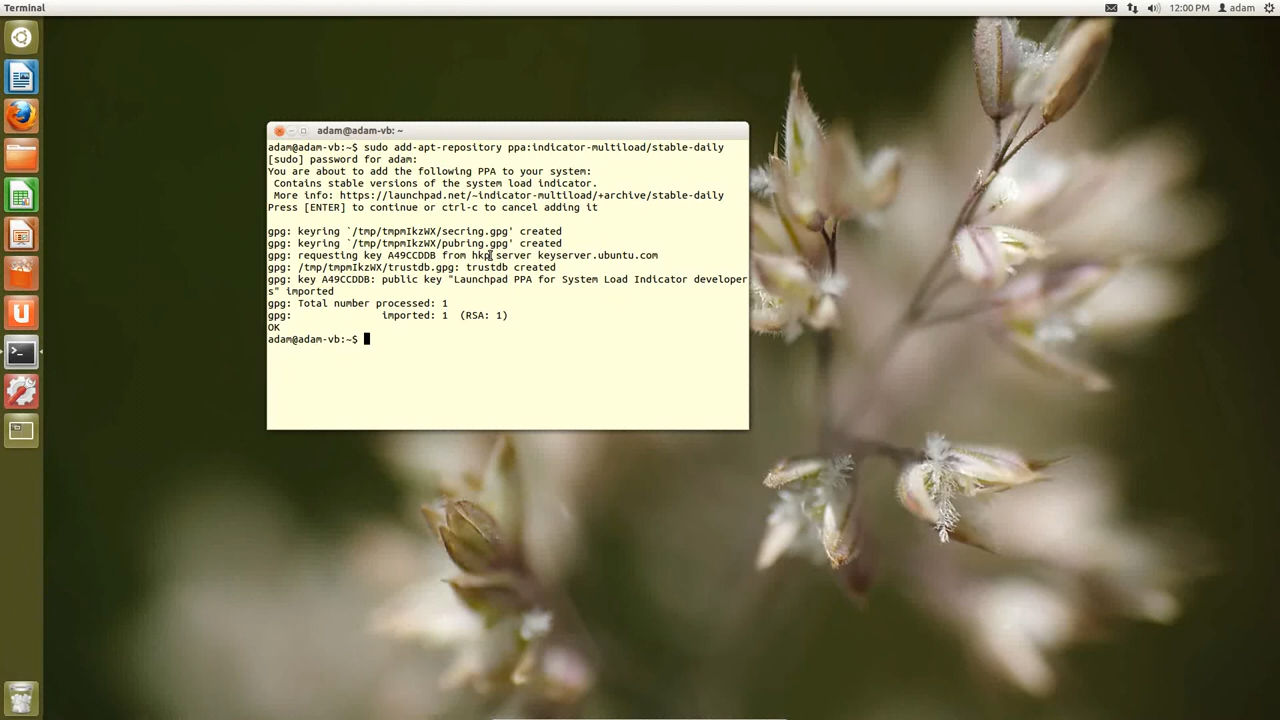 Terminal
12:00 PM
adam
adam@adam-vb: ~
adam@adam-vb:~$ sudo add-apt-repository ppa:indicator-multiload/stable-daily
[sudo] password for adam:
You are about to add the following PPA to your system:
 Contains stable versions of the system load indicator.
 More info: https://launchpad.net/~indicator-multiload/+archive/stable-daily
Press [ENTER] to continue or ctrl-c to cancel adding it
gpg: keyring `/tmp/tmpmIkzWX/secring.gpg' created
gpg: keyring `/tmp/tmpmIkzWX/pubring.gpg' created
gpg: requesting key A49CCDDB from hkp server keyserver.ubuntu.com
gpg: /tmp/tmpmIkzWX/trustdb.gpg: trustdb created
gpg: key A49CCDDB: public key "Launchpad PPA for System Load Indicator developer
s" imported
gpg: Total number processed: 1
gpg:               imported: 1  (RSA: 1)
OK
adam@adam-vb:~$